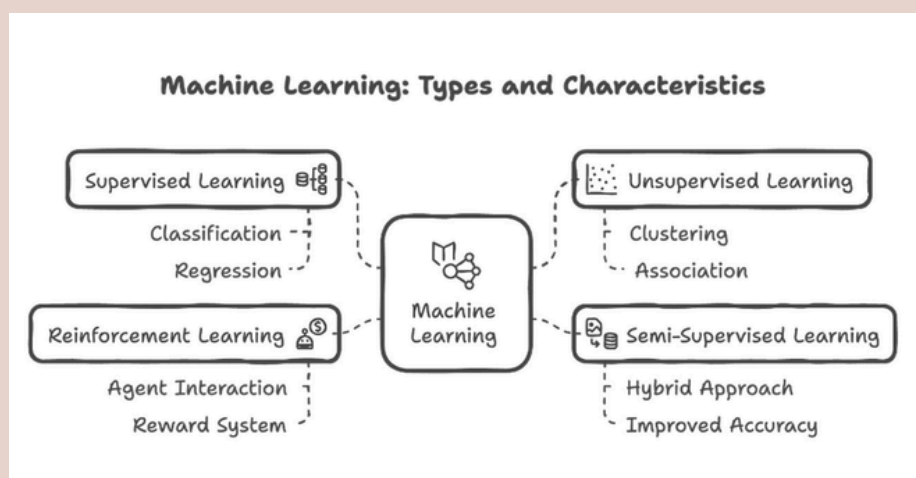 Machine Learning: Types and Characteristics
Supervised Learning
Classification
Regression
Reinforcement Learning
Agent Interaction
Reward System
Machine
Learning
Unsupervised Learning
Clustering
Association
Semi-Supervised Learning
Hybrid Approach
Improved Accuracy